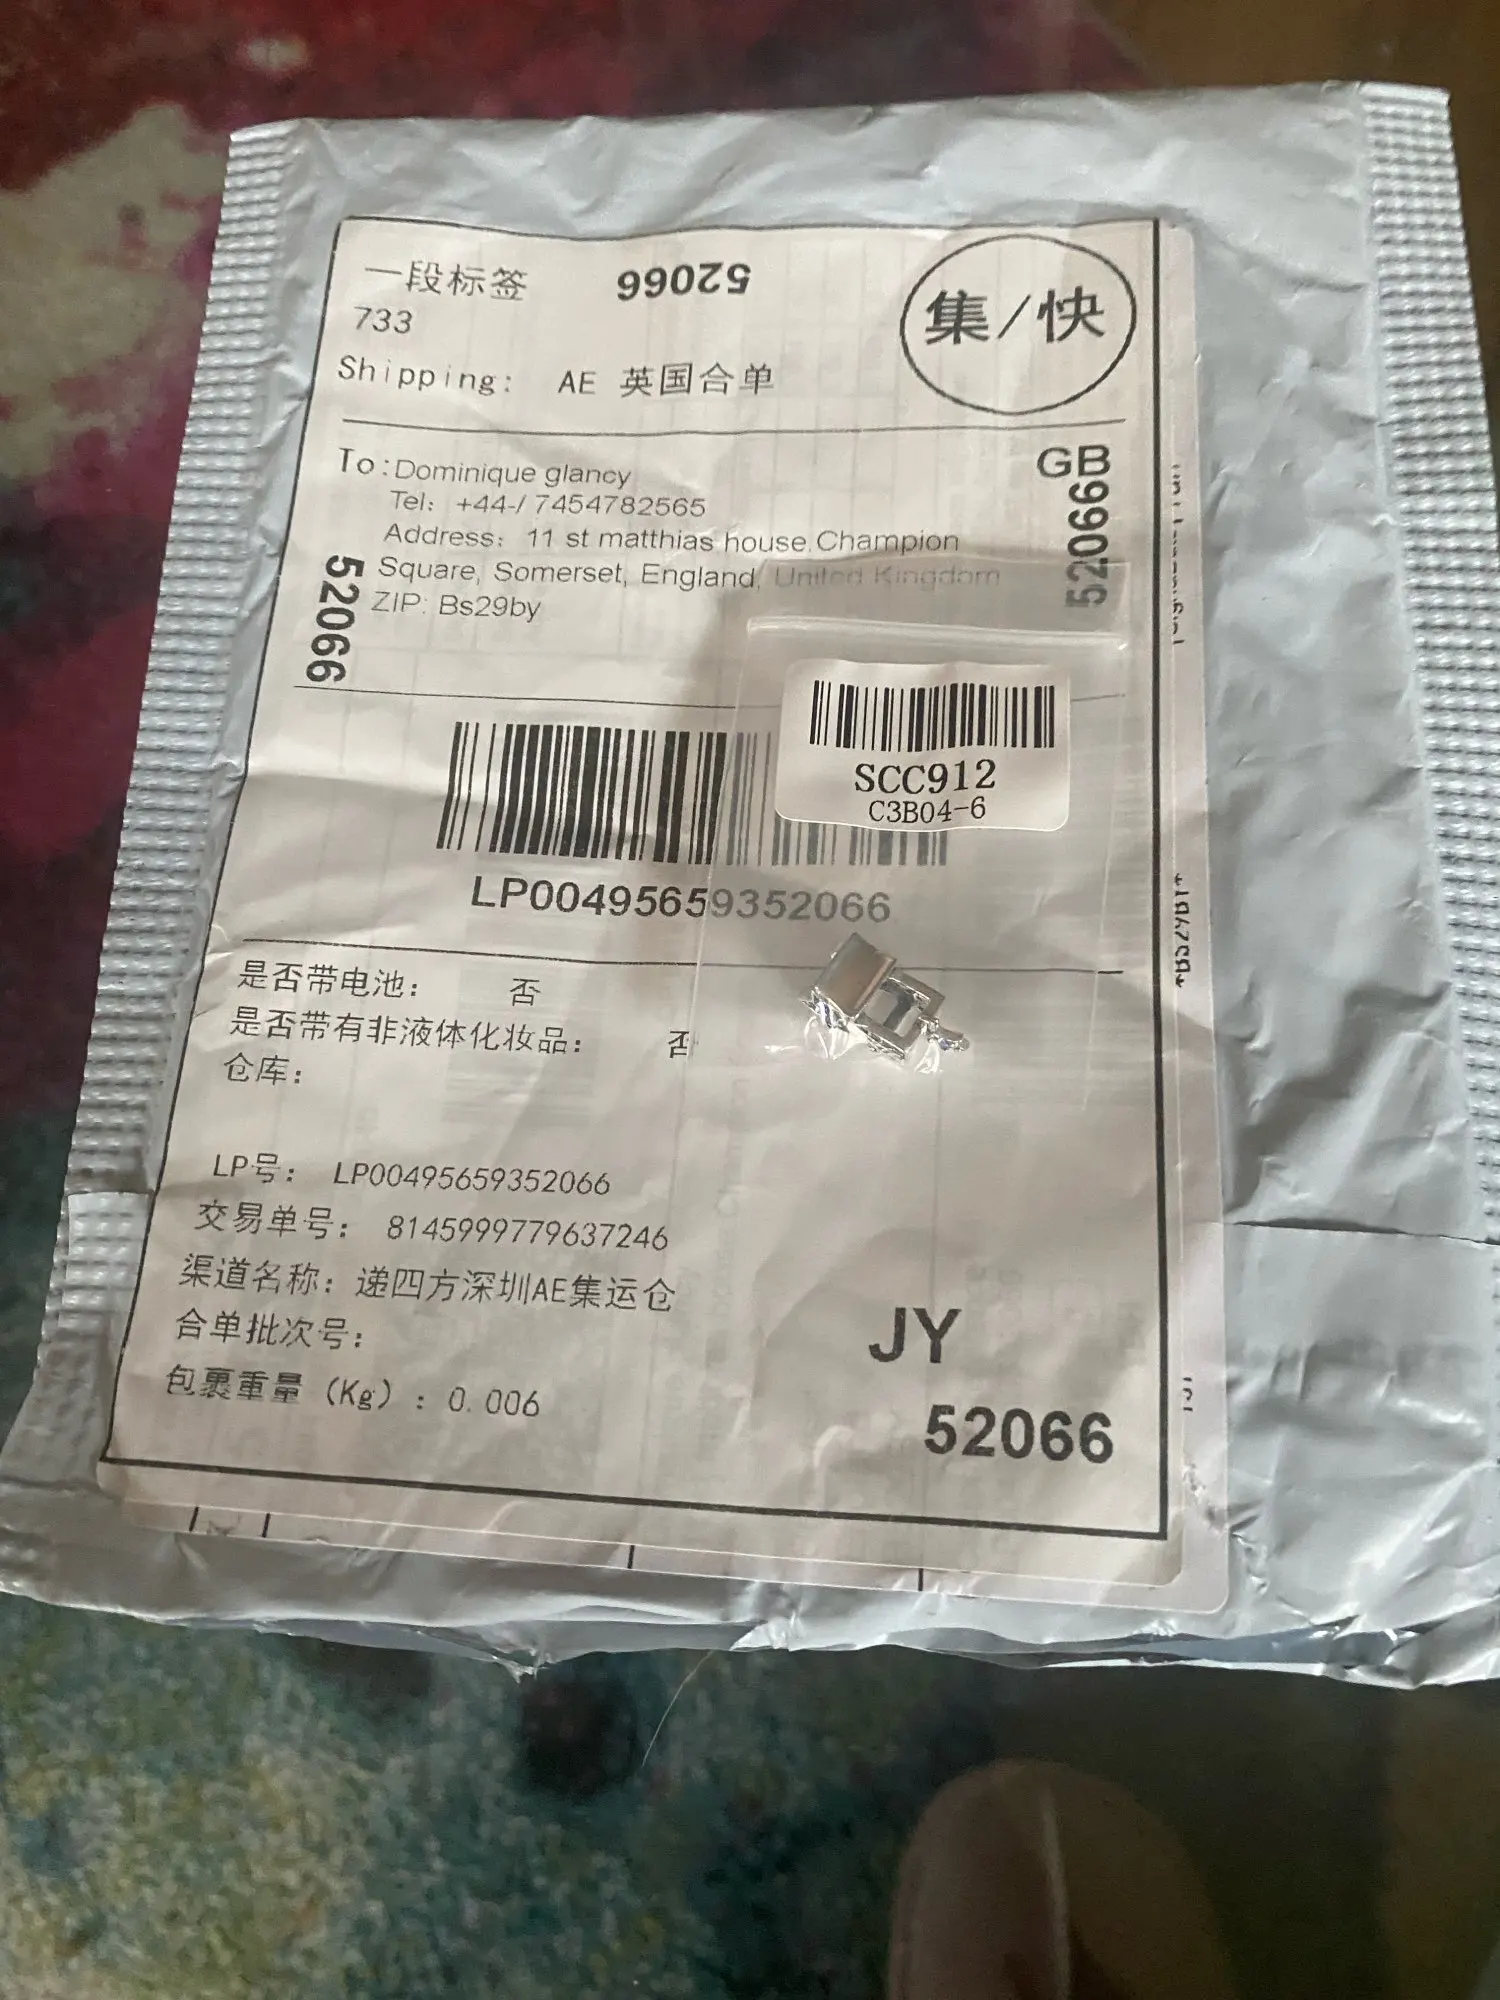 一段标签
52066
集/快
733
Shipping: AE 英国合单
To:Dominique glancy
GB
Tel: +44-/ 7454782565
52066
Address: 11 st matthias house,Champion
Square, Somerset, England, United Kingdom
ZIP: Bs29by
52066
SCC912
C3B04-6
LP00495659352066
是否带电池: 否
是否带有非液体化妆品: 否
仓库:
LP号: LP00495659352066
交易单号: 8145999779637246
渠道名称: 递四方深圳AE集运仓
合单批次号:
包裹重量 (Kg) : 0.006
JY
52066